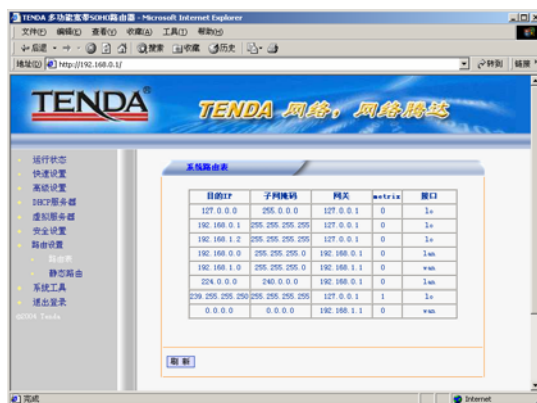 TENDA 多功能宽带SOHO路由器 - Microsoft Internet Explorer
文件(F) 编辑(E) 查看(V) 收藏(A) 工具(T) 帮助(H)
后退 搜索 收藏 历史
地址(D) http://192.168.0.1/ 转到 链接
TENDA®
TENDA 网络，网络腾达
运行状态
快速设置
高级设置
DHCP服务器
虚拟服务器
安全设置
路由设置
路由表
静态路由
系统工具
退出登录
©2004 Tenda
系统路由表
目的IP 子网掩码 网关 metrix 接口
127.0.0.0 255.0.0.0 127.0.0.1 0 lo
192.168.0.1 255.255.255.255 127.0.0.1 0 lo
192.168.1.2 255.255.255.255 127.0.0.1 0 lo
192.168.0.0 255.255.255.0 192.168.0.1 0 lan
192.168.1.0 255.255.255.0 192.168.1.1 0 wan
224.0.0.0 240.0.0.0 192.168.0.1 0 lan
239.255.255.250 255.255.255.255 127.0.0.1 1 lo
0.0.0.0 0.0.0.0 192.168.1.1 0 wan
刷 新
完成 Internet